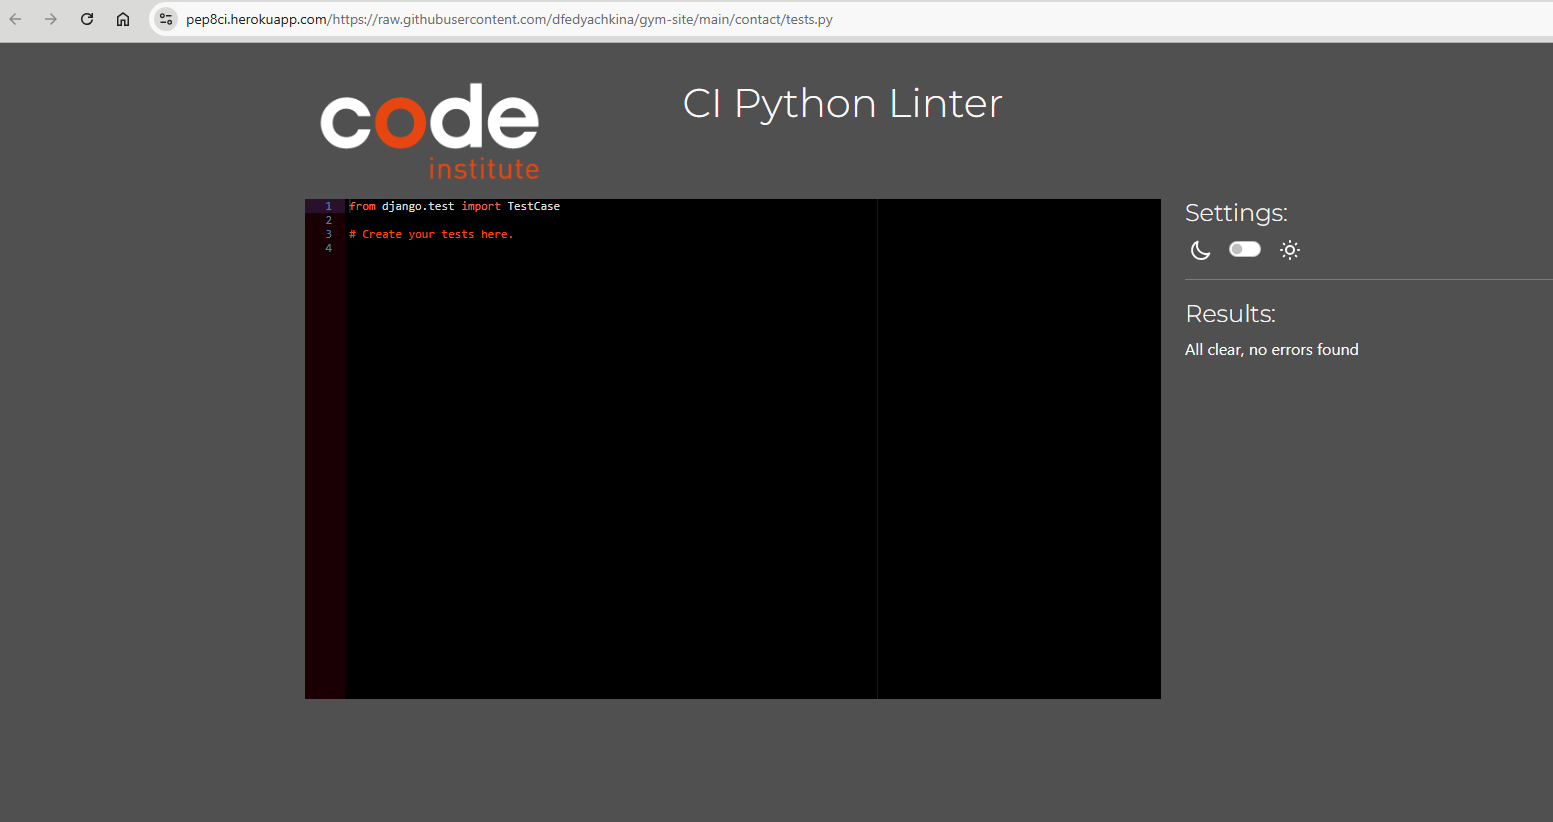 pep8ci.herokuapp.com/https://raw.githubusercontent.com/dfedyachkina/gym-site/main/contact/tests.py
code
institute
CI Python Linter
1 from django.test import TestCase
2
3 # Create your tests here.
4
Settings:
Results:
All clear, no errors found